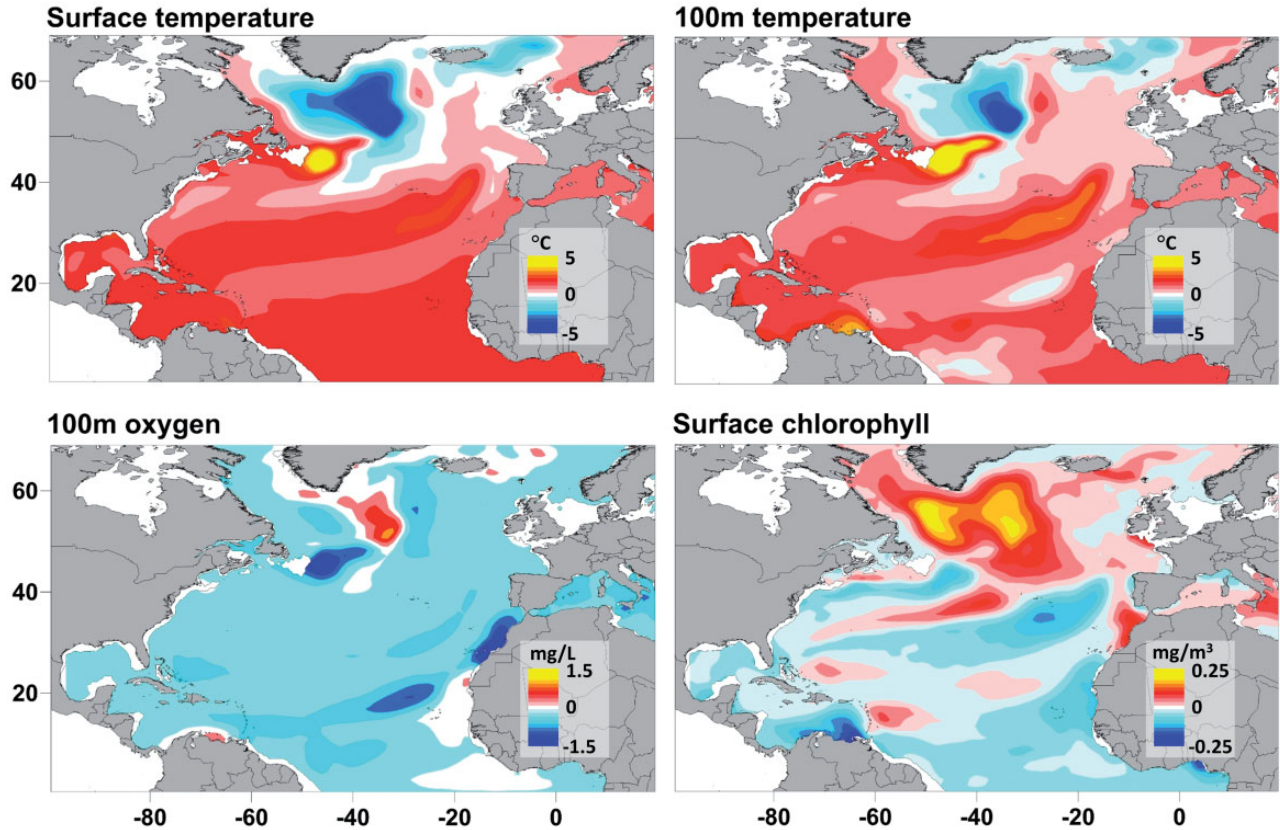 Surface temperature
100m temperature
60
40
20
°C
5
0
-5
°C
5
0
-5
100m oxygen
Surface chlorophyll
60
40
20
mg/L
1.5
0
-1.5
mg/m³
0.25
0
-0.25
-80 -60 -40 -20 0
-80 -60 -40 -20 0